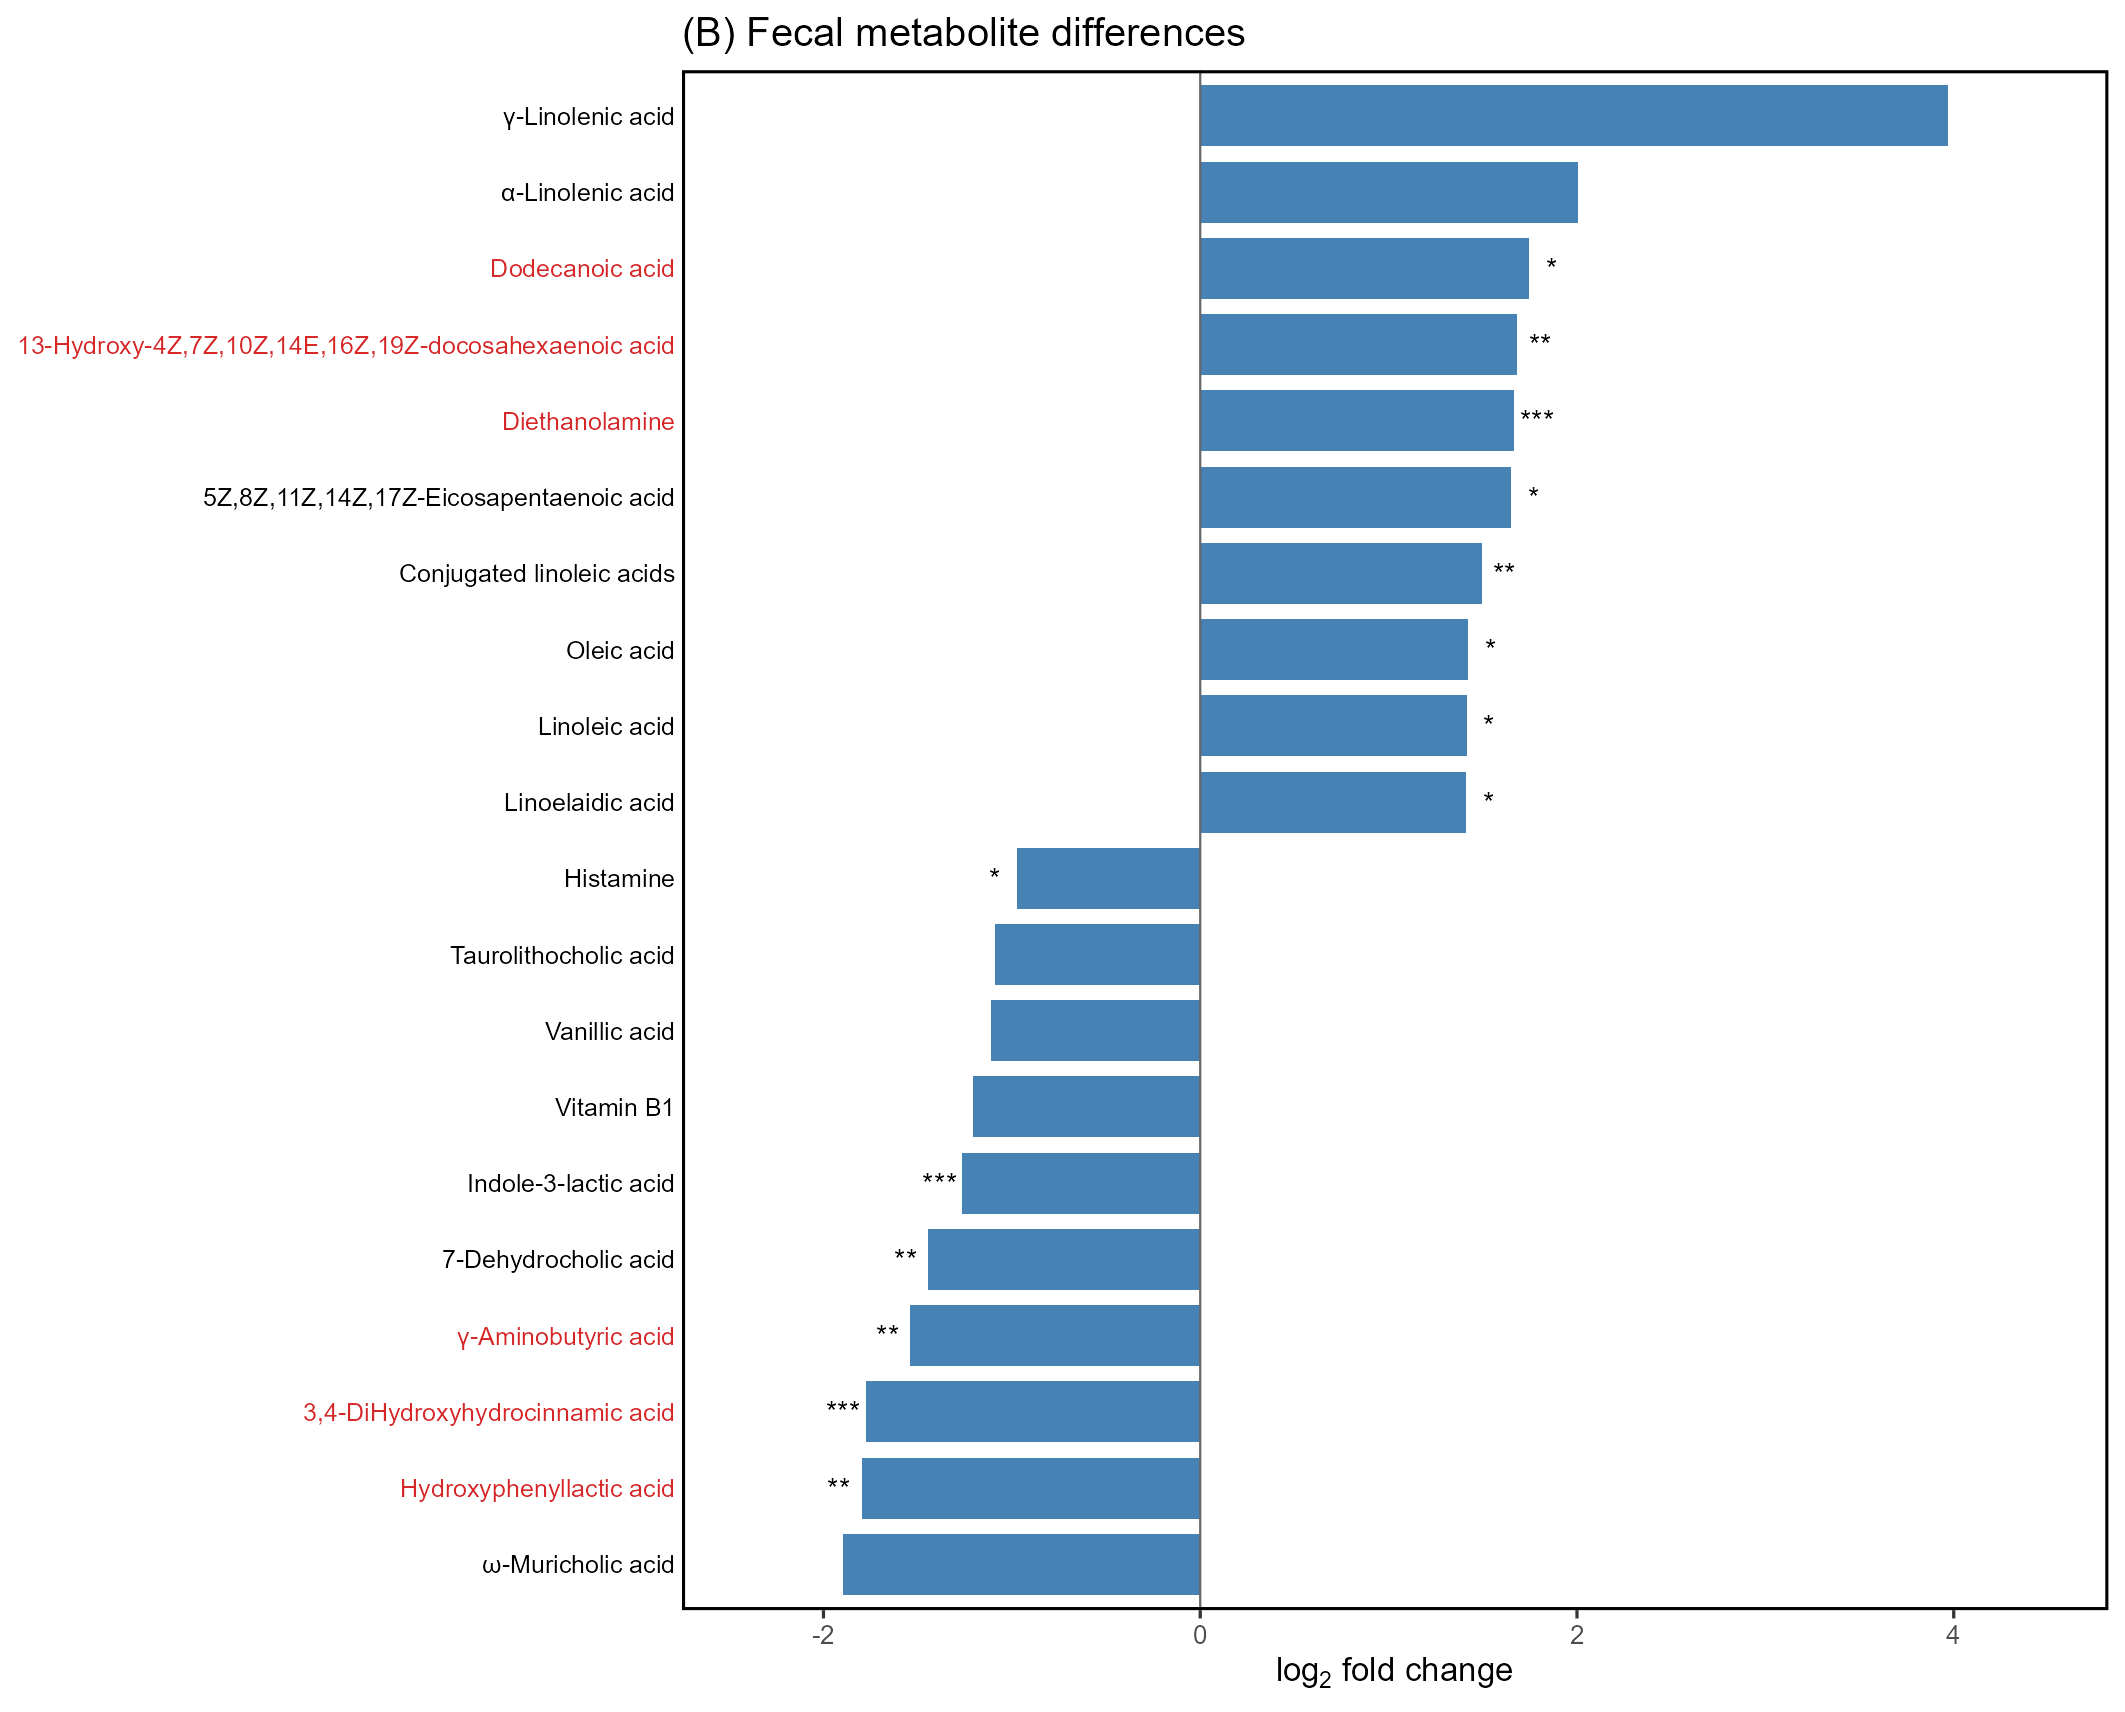 (B) Fecal metabolite differences
γ-Linolenic acid
α-Linolenic acid
Dodecanoic acid *
13-Hydroxy-4Z,7Z,10Z,14E,16Z,19Z-docosahexaenoic acid **
Diethanolamine ***
5Z,8Z,11Z,14Z,17Z-Eicosapentaenoic acid *
Conjugated linoleic acids **
Oleic acid *
Linoleic acid *
Linoelaidic acid *
Histamine *
Taurolithocholic acid
Vanillic acid
Vitamin B1
Indole-3-lactic acid ***
7-Dehydrocholic acid **
γ-Aminobutyric acid **
3,4-DiHydroxyhydrocinnamic acid ***
Hydroxyphenyllactic acid **
ω-Muricholic acid
-2 0 2 4
log₂ fold change